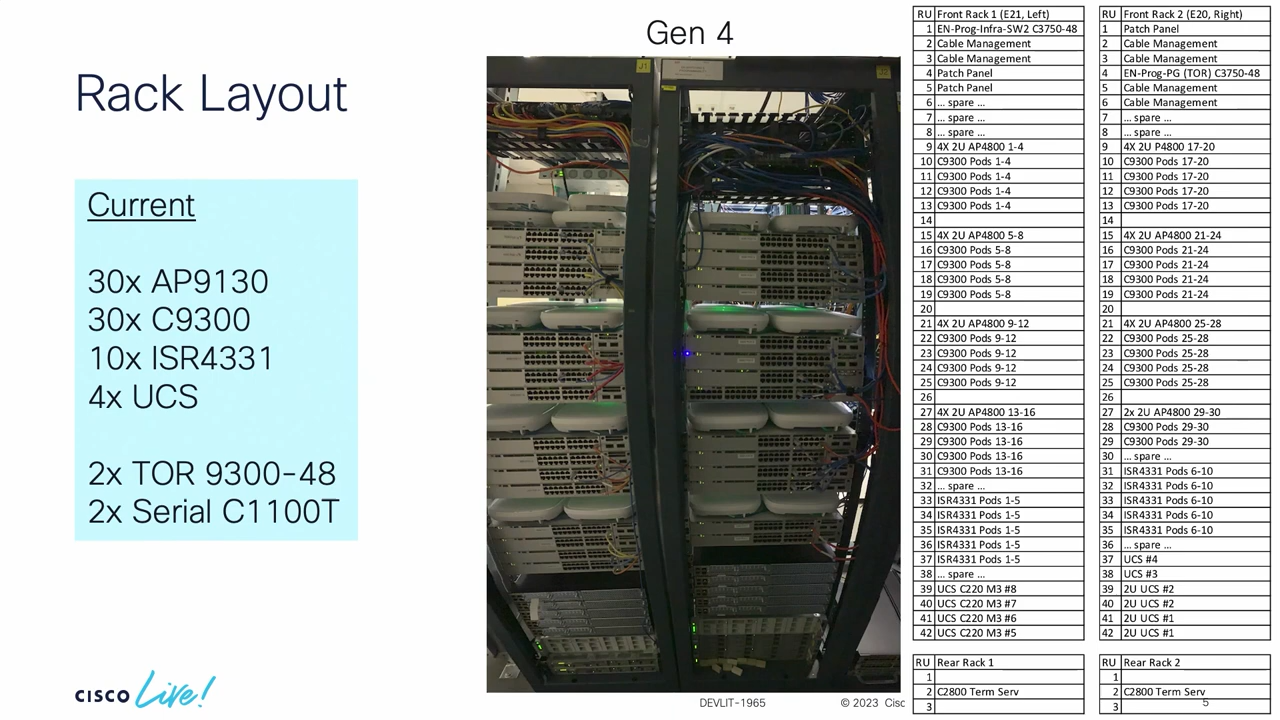 Rack Layout
Current
30x AP9130
30x C9300
10x ISR4331
4x UCS
2x TOR 9300-48
2x Serial C1100T
CISCO Live!
Gen 4
J1
J2
DEVLIT-1965
© 2023 Cisc
RU Front Rack 1 (E21, Left)
1 EN-Prog-Infra-SW2 C3750-48
2 Cable Management
3 Cable Management
4 Patch Panel
5 Patch Panel
6 ... spare ...
7 ... spare ...
8 ... spare ...
9 4X 2U AP4800 1-4
10 C9300 Pods 1-4
11 C9300 Pods 1-4
12 C9300 Pods 1-4
13 C9300 Pods 1-4
14
15 4X 2U AP4800 5-8
16 C9300 Pods 5-8
17 C9300 Pods 5-8
18 C9300 Pods 5-8
19 C9300 Pods 5-8
20
21 4X 2U AP4800 9-12
22 C9300 Pods 9-12
23 C9300 Pods 9-12
24 C9300 Pods 9-12
25 C9300 Pods 9-12
26
27 4X 2U AP4800 13-16
28 C9300 Pods 13-16
29 C9300 Pods 13-16
30 C9300 Pods 13-16
31 C9300 Pods 13-16
32 ... spare ...
33 ISR4331 Pods 1-5
34 ISR4331 Pods 1-5
35 ISR4331 Pods 1-5
36 ISR4331 Pods 1-5
37 ISR4331 Pods 1-5
38 ... spare ...
39 UCS C220 M3 #8
40 UCS C220 M3 #7
41 UCS C220 M3 #6
42 UCS C220 M3 #5
RU Rear Rack 1
1
2 C2800 Term Serv
3
RU Front Rack 2 (E20, Right)
1 Patch Panel
2 Cable Management
3 Cable Management
4 EN-Prog-PG (TOR) C3750-48
5 Cable Management
6 Cable Management
7 ... spare ...
8 ... spare ...
9 4X 2U P4800 17-20
10 C9300 Pods 17-20
11 C9300 Pods 17-20
12 C9300 Pods 17-20
13 C9300 Pods 17-20
14
15 4X 2U AP4800 21-24
16 C9300 Pods 21-24
17 C9300 Pods 21-24
18 C9300 Pods 21-24
19 C9300 Pods 21-24
20
21 4X 2U AP4800 25-28
22 C9300 Pods 25-28
23 C9300 Pods 25-28
24 C9300 Pods 25-28
25 C9300 Pods 25-28
26
27 2x 2U AP4800 29-30
28 C9300 Pods 29-30
29 C9300 Pods 29-30
30 ... spare ...
31 ISR4331 Pods 6-10
32 ISR4331 Pods 6-10
33 ISR4331 Pods 6-10
34 ISR4331 Pods 6-10
35 ISR4331 Pods 6-10
36 ... spare ...
37 UCS #4
38 UCS #3
39 2U UCS #2
40 2U UCS #2
41 2U UCS #1
42 2U UCS #1
RU Rear Rack 2
1
2 C2800 Term Serv
3
5